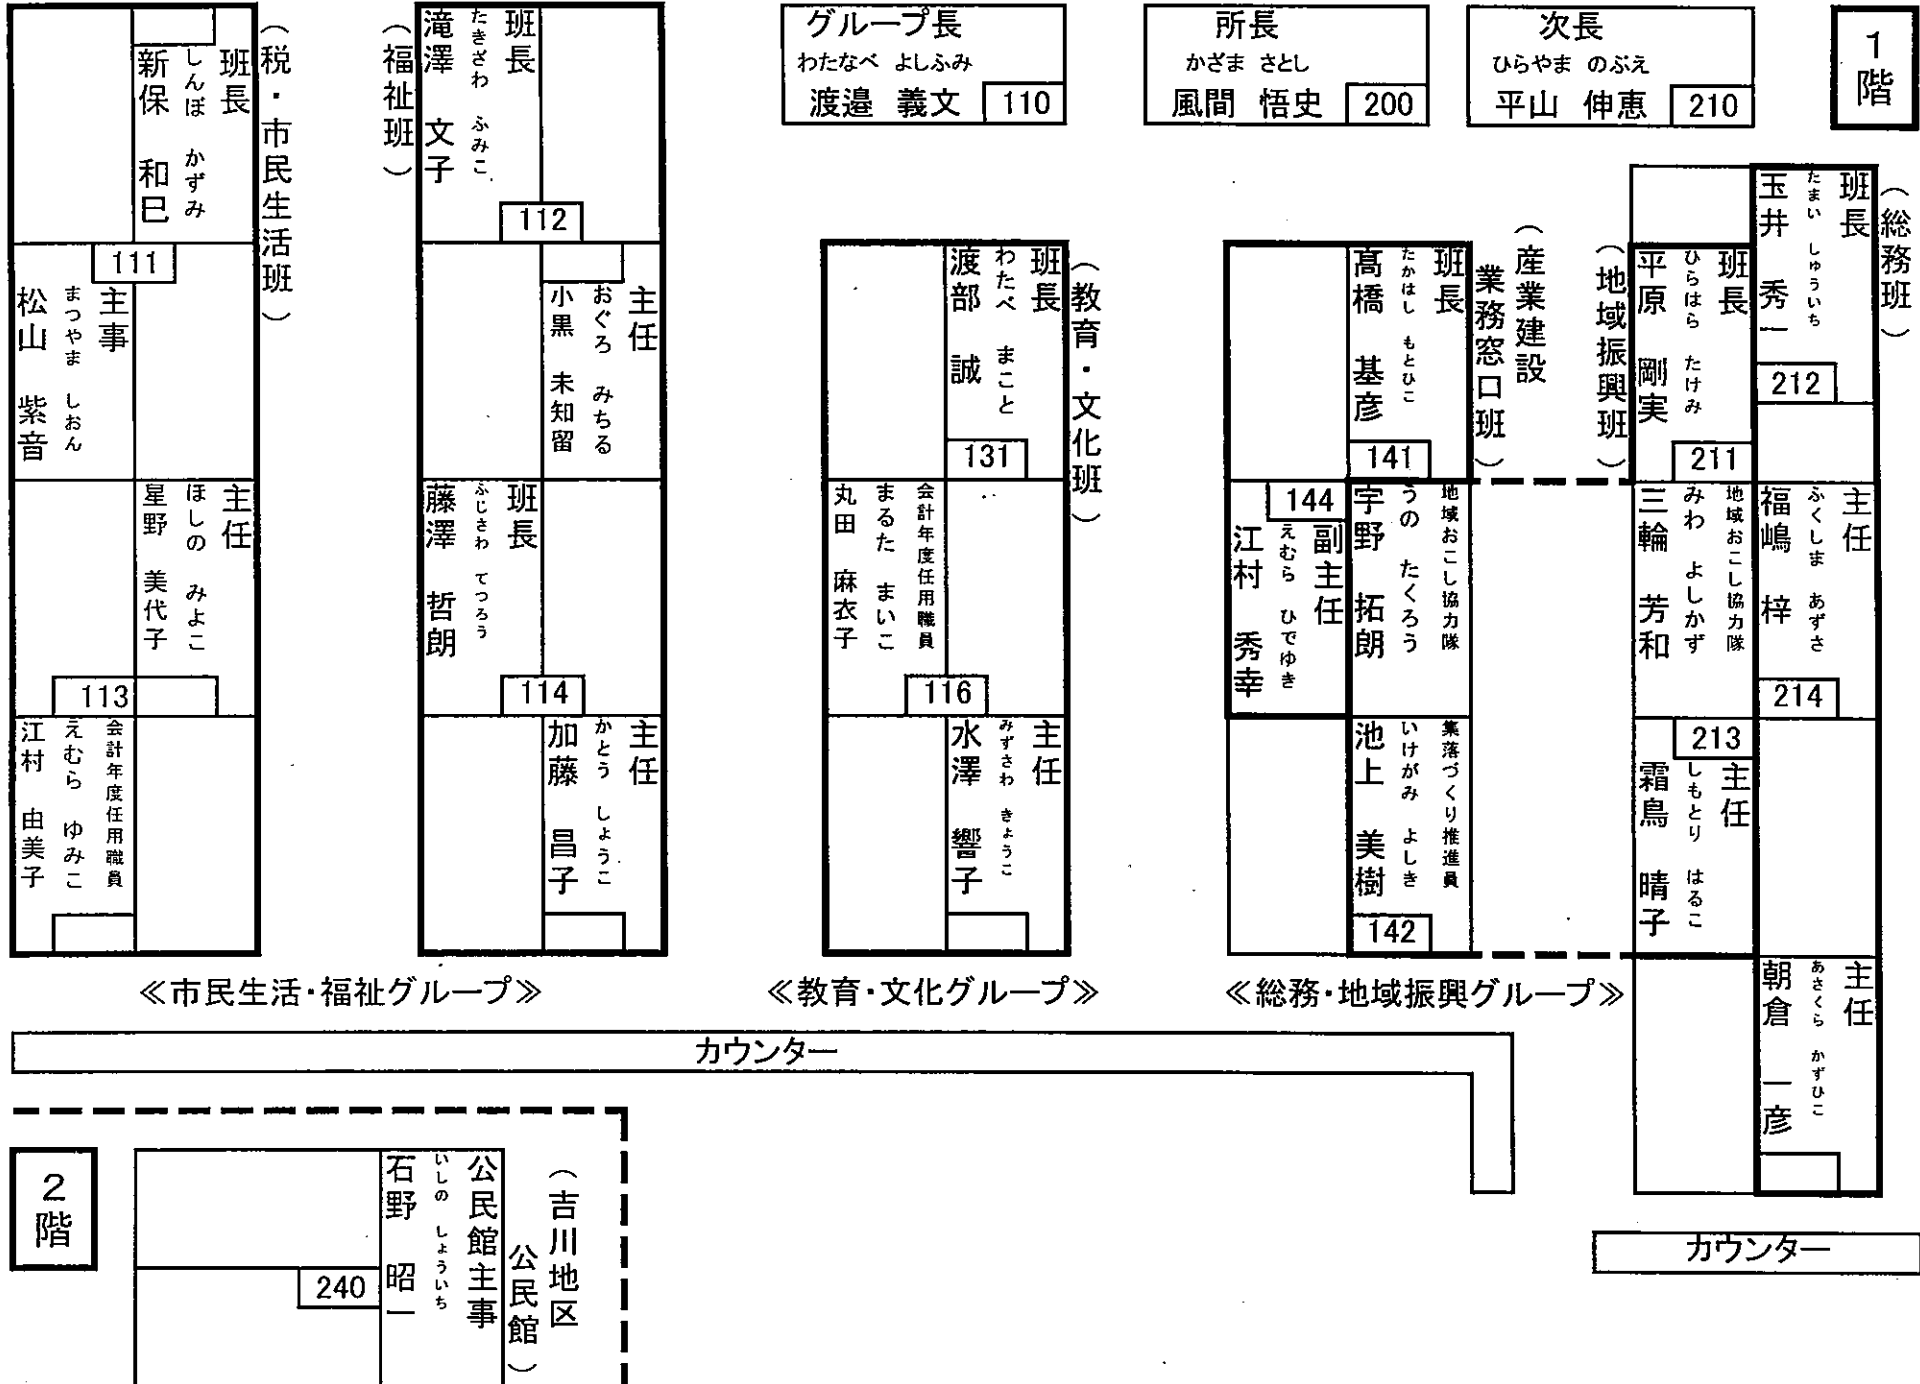 グループ長
わたなべ よしふみ
渡邉 義文
110
所長
かざま さとし
風間 悟史
200
次長
ひらやま のぶえ
平山 伸恵
210
1階
(税・市民生活班)
班長
しんぼ かずみ
新保 和巳
111
主事
まつやま しおん
松山 紫音
主任
ほしの みよこ
星野 美代子
113
会計年度任用職員
えむら ゆみこ
江村 由美子
(福祉班)
班長
たきざわ ふみこ
滝澤 文子
112
主任
おぐろ みちる
小黒 未知留
班長
ふじさわ てつろう
藤澤 哲朗
114
主任
かとう しょうこ
加藤 昌子
≪市民生活・福祉グループ≫
(教育・文化班)
班長
わたべ まこと
渡部 誠
131
会計年度任用職員
まるた まいこ
丸田 麻衣子
116
主任
みずさわ きょうこ
水澤 響子
≪教育・文化グループ≫
(産業建設
業務窓口班)
班長
たかはし もとひこ
髙橋 基彦
141
144
副主任
えむら ひでゆき
江村 秀幸
地域おこし協力隊
うの たくろう
宇野 拓朗
集落づくり推進員
いけがみ よしき
池上 美樹
142
(地域振興班)
班長
ひらはら たけみ
平原 剛実
211
地域おこし協力隊
みわ よしかず
三輪 芳和
213
主任
しもとり はるこ
霜鳥 晴子
(総務班)
班長
たまい しゅういち
玉井 秀一
212
主任
ふくしま あずさ
福嶋 梓
214
主任
あさくら かずひこ
朝倉 一彦
≪総務・地域振興グループ≫
カウンター
カウンター
2階
(吉川地区
公民館)
公民館主事
いしの しょういち
石野 昭一
240